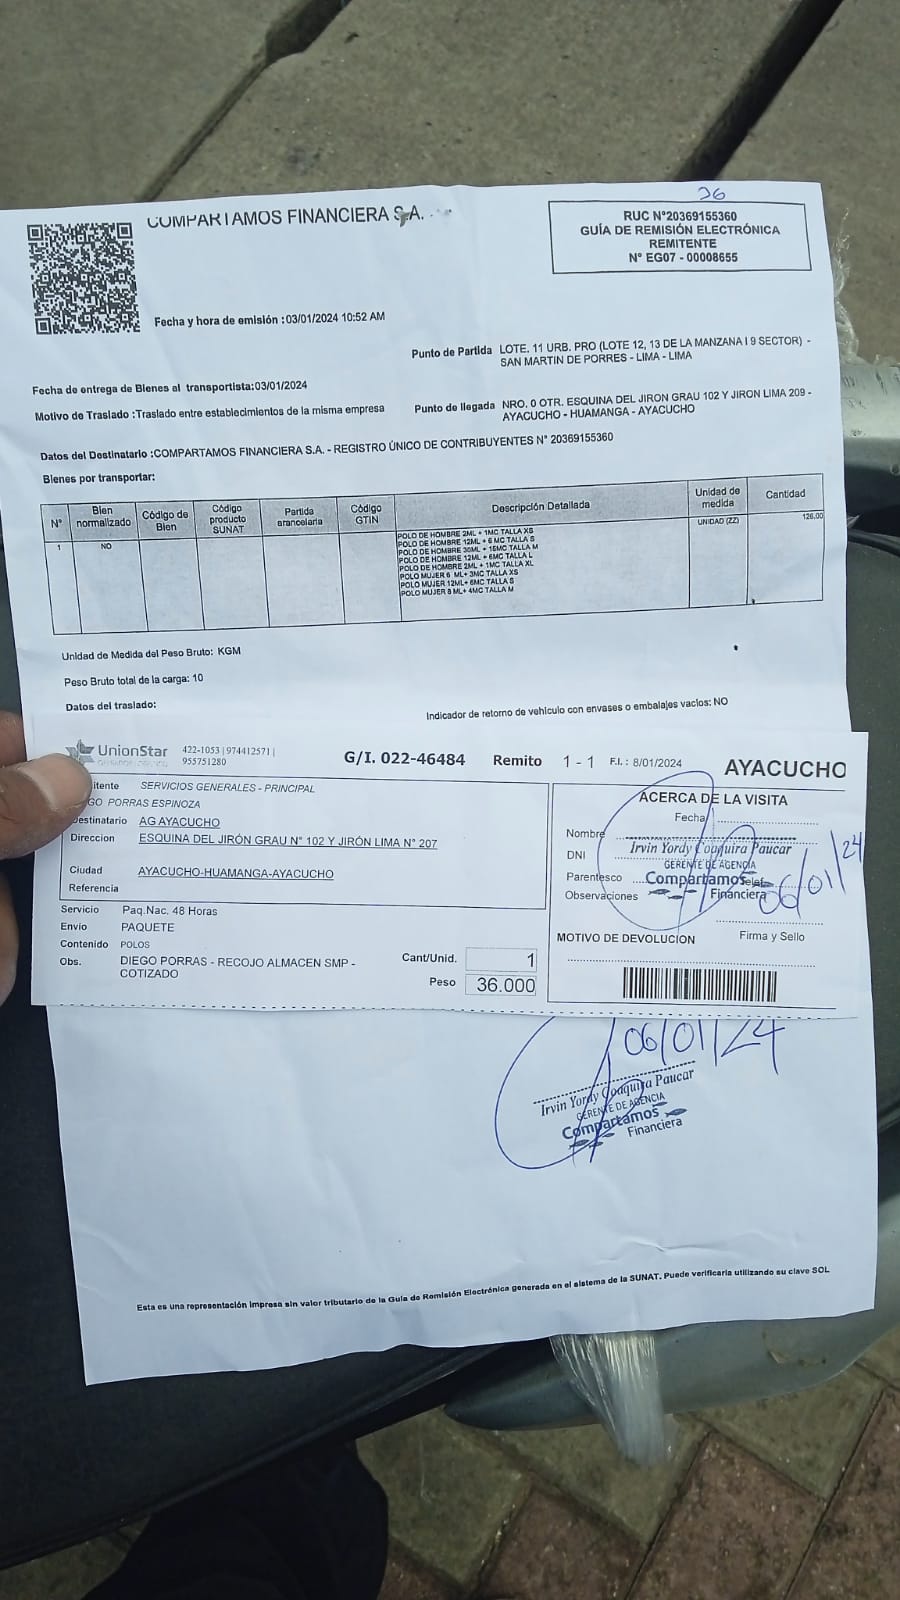 36
COMPARTAMOS FINANCIERA S.A.
RUC N°20369155360
GUÍA DE REMISIÓN ELECTRÓNICA
REMITENTE
N° EG07 - 00008655
Fecha y hora de emisión :03/01/2024 10:52 AM
Punto de Partida LOTE. 11 URB. PRO (LOTE 12, 13 DE LA MANZANA I 9 SECTOR) -
SAN MARTIN DE PORRES - LIMA - LIMA
Fecha de entrega de Bienes al transportista:03/01/2024
Motivo de Traslado :Traslado entre establecimientos de la misma empresa
Punto de llegada NRO. 0 OTR. ESQUINA DEL JIRON GRAU 102 Y JIRON LIMA 209 -
AYACUCHO - HUAMANGA - AYACUCHO
Datos del Destinatario :COMPARTAMOS FINANCIERA S.A. - REGISTRO ÚNICO DE CONTRIBUYENTES N° 20369155360
Bienes por transportar:
N° Bien normalizado Código de Bien Código producto SUNAT Partida arancelaria Código GTIN Descripción Detallada Unidad de medida Cantidad
1 NO POLO DE HOMBRE 2ML + 1MC TALLA XS UNIDAD (ZZ) 126.00
POLO DE HOMBRE 12ML + 6 MC TALLA S
POLO DE HOMBRE 30ML + 15MC TALLA M
POLO DE HOMBRE 12ML + 6MC TALLA L
POLO DE HOMBRE 2ML + 1MC TALLA XL
POLO MUJER 6 ML+ 3MC TALLA XS
POLO MUJER 12ML+ 6MC TALLA S
POLO MUJER 8 ML+ 4MC TALLA M
Unidad de Medida del Peso Bruto: KGM
Peso Bruto total de la carga: 10
Datos del traslado:
Indicador de retorno de vehículo con envases o embalajes vacíos: NO
UnionStar 422-1053 | 974412571 |
955751280
G/I. 022-46484 Remito 1 - 1 F.I.: 8/01/2024 AYACUCHO
itente SERVICIOS GENERALES - PRINCIPAL
GO PORRAS ESPINOZA
Destinatario AG AYACUCHO
Direccion ESQUINA DEL JIRÓN GRAU N° 102 Y JIRÓN LIMA N° 207
Ciudad AYACUCHO-HUAMANGA-AYACUCHO
Referencia
Servicio Paq.Nac. 48 Horas
Envio PAQUETE
Contenido POLOS
Obs. DIEGO PORRAS - RECOJO ALMACEN SMP -
COTIZADO
Cant/Unid. 1
Peso 36.000
ACERCA DE LA VISITA
Fecha
Nombre
Irvin Yordy Coaquira Paucar
DNI
GERENTE DE AGENCIA
Parentesco
Compartamos
Observaciones
Financiera
06/01/24
MOTIVO DE DEVOLUCIÓN Firma y Sello
06/01/24
Irvin Yordy Coaquira Paucar
GERENTE DE AGENCIA
Compartamos
Financiera
Esta es una representación impresa sin valor tributario de la Guía de Remisión Electrónica generada en el sistema de la SUNAT. Puede verificarla utilizando su clave SOL